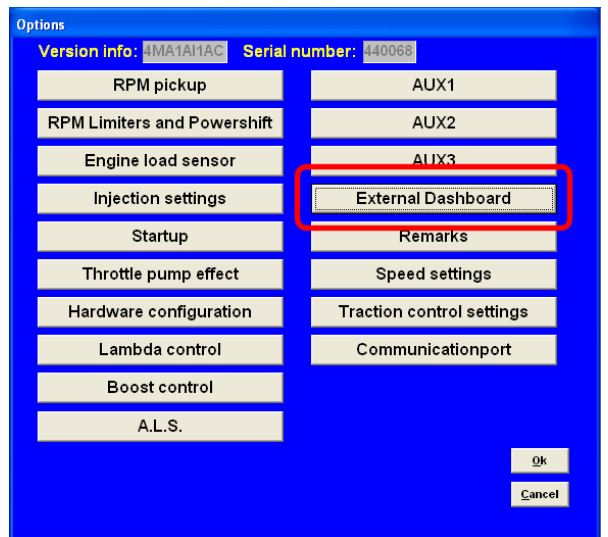 Options
Version info: 4MA1AI1AC Serial number: 440068
RPM pickup
AUX1
RPM Limiters and Powershift
AUX2
Engine load sensor
AUX3
Injection settings
External Dashboard
Startup
Remarks
Throttle pump effect
Speed settings
Hardware configuration
Traction control settings
Lambda control
Communicationport
Boost control
A.L.S.
Ok
Cancel